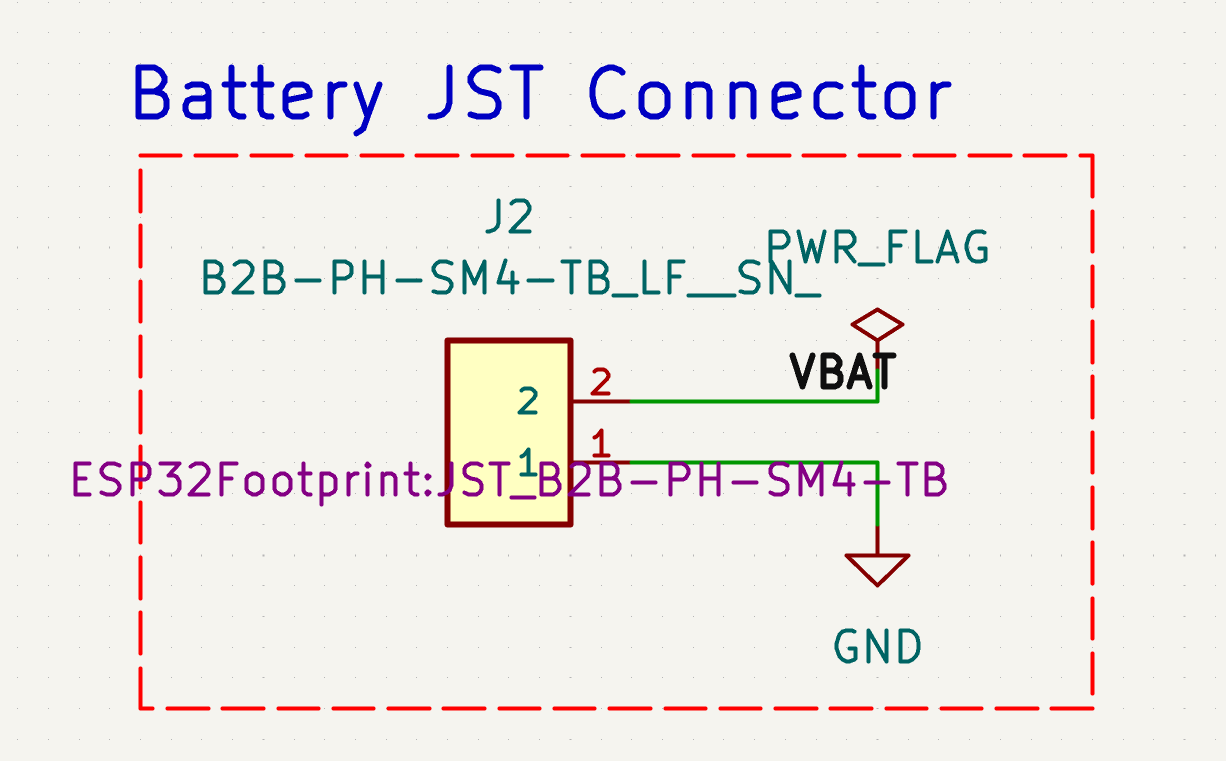 Battery JST Connector
J2
PWR_FLAG
B2B-PH-SM4-TB_LF__SN_
VBAT
2
2
1
1
ESP32Footprint:JST_B2B-PH-SM4-TB
GND